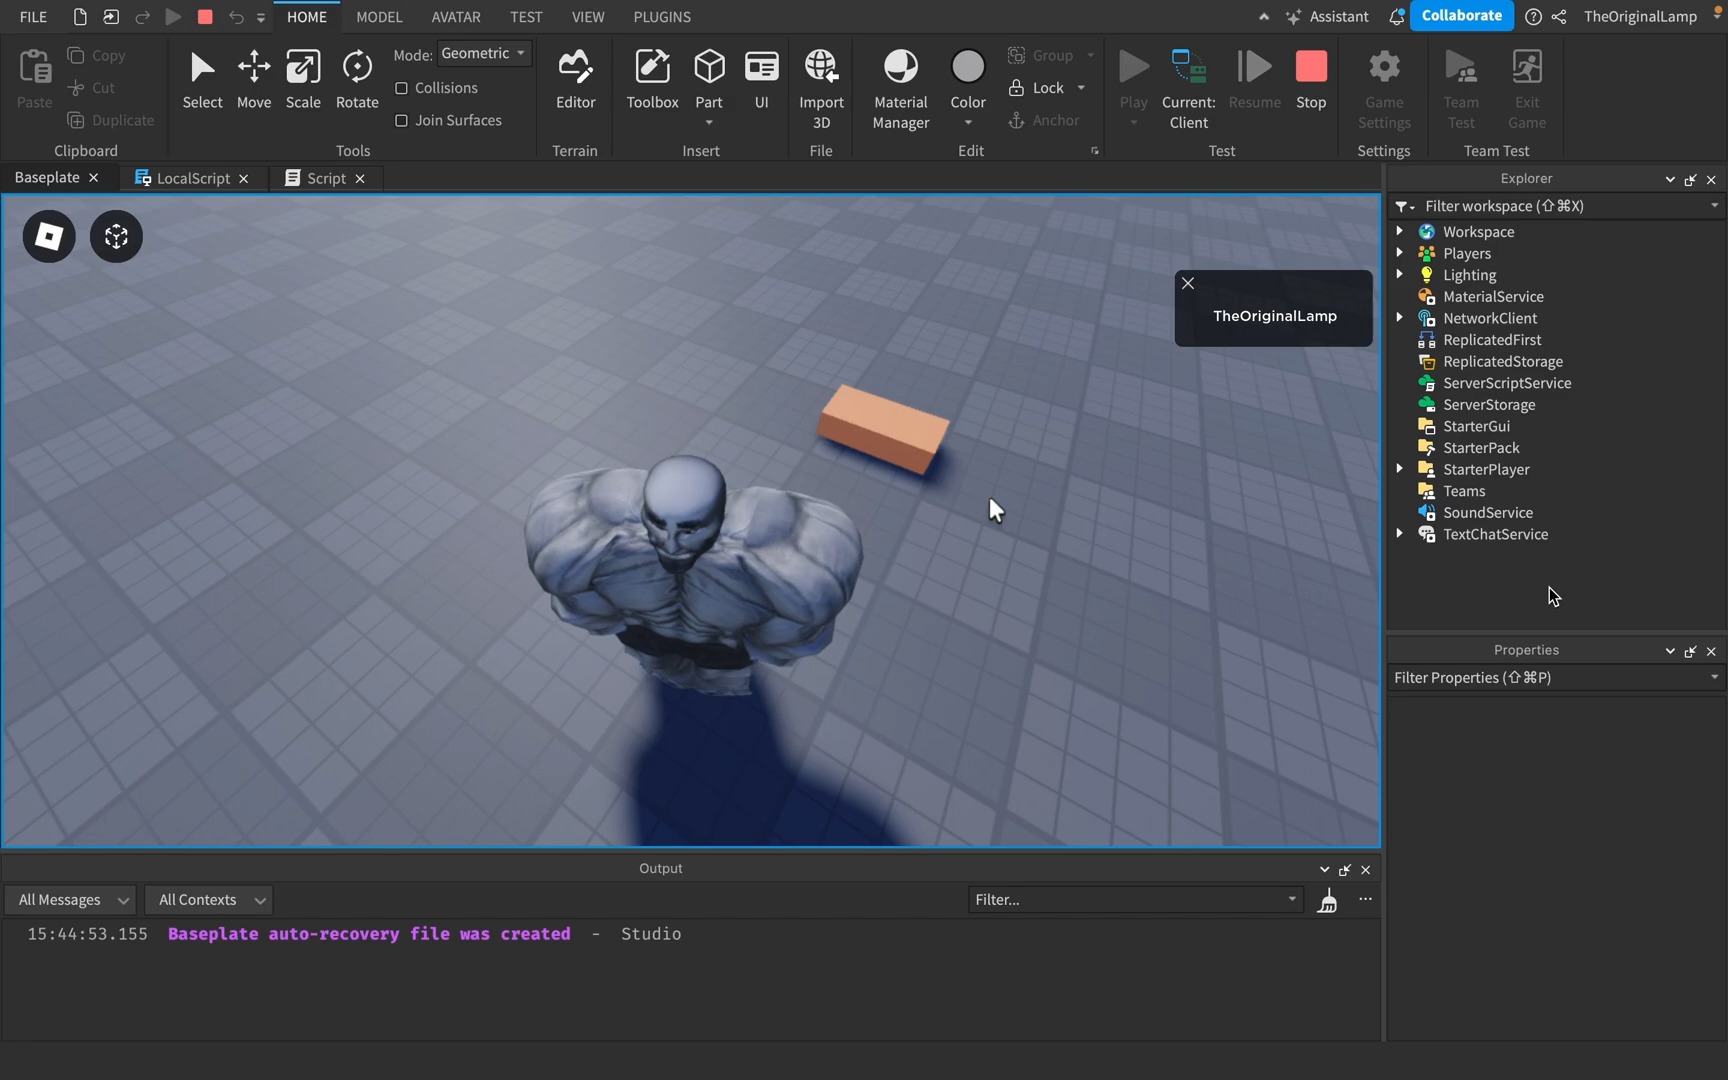 FILE HOME MODEL AVATAR TEST VIEW PLUGINS Assistant Collaborate TheOriginalLamp
Paste Copy Cut Duplicate
Clipboard
Select Move Scale Rotate
Mode: Geometric
Collisions
Join Surfaces
Tools
Editor
Terrain
Toolbox Part UI
Insert
Import
3D
File
Material
Manager
Color
Group
Lock
Anchor
Edit
Play
Current:
Client
Resume Stop
Test
Game
Settings
Settings
Team
Test
Exit
Game
Team Test
Baseplate LocalScript Script
TheOriginalLamp
Explorer
Filter workspace (⇧⌘X)
Workspace
Players
Lighting
MaterialService
NetworkClient
ReplicatedFirst
ReplicatedStorage
ServerScriptService
ServerStorage
StarterGui
StarterPack
StarterPlayer
Teams
SoundService
TextChatService
Properties
Filter Properties (⇧⌘P)
Output
All Messages All Contexts Filter...
15:44:53.155 Baseplate auto-recovery file was created - Studio